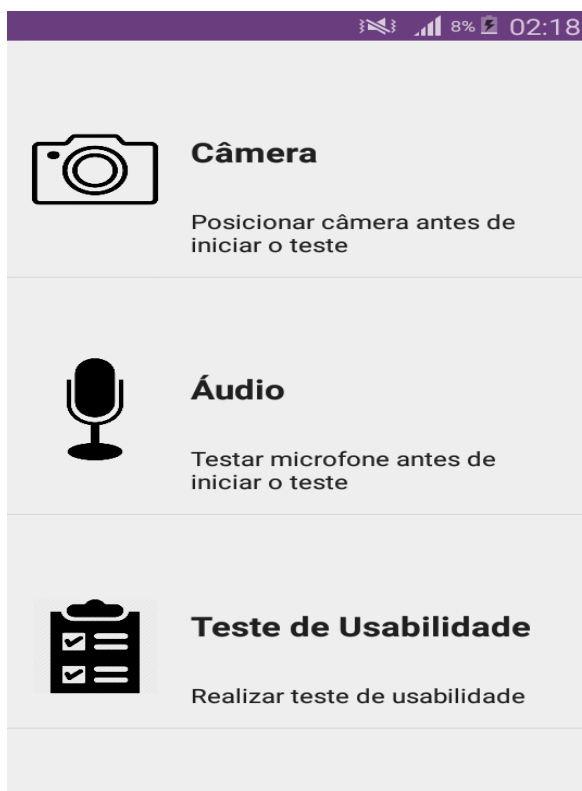 8% 02:18
Câmera
Posicionar câmera antes de
iniciar o teste
Áudio
Testar microfone antes de
iniciar o teste
Teste de Usabilidade
Realizar teste de usabilidade